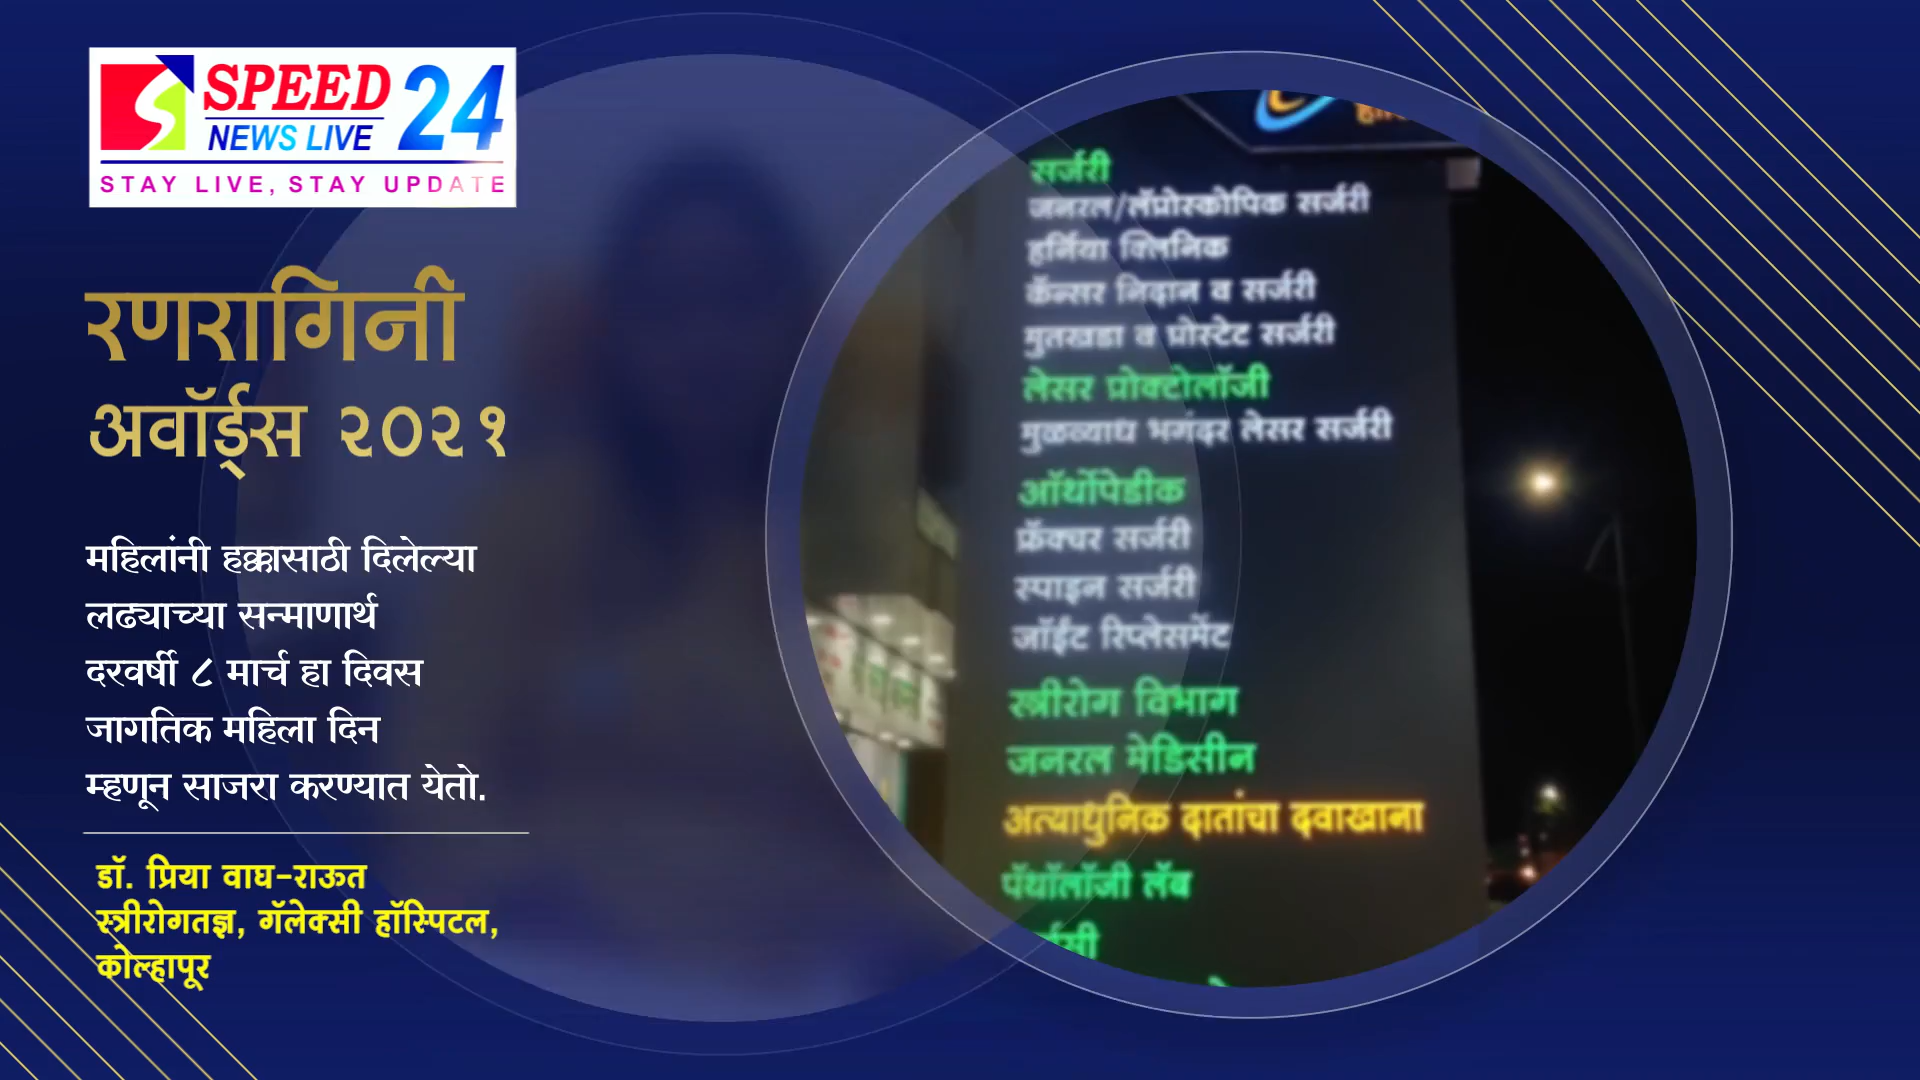 SPEED 24
NEWS LIVE
STAY LIVE, STAY UPDATE
रणरागिनी
अवॉर्ड्स २०२१
महिलांनी हक्कासाठी दिलेल्या
लढ्याच्या सन्माणार्थ
दरवर्षी ८ मार्च हा दिवस
जागतिक महिला दिन
म्हणून साजरा करण्यात येतो.
डॉ. प्रिया वाघ-राऊत
स्त्रीरोगतज्ञ, गॅलेक्सी हॉस्पिटल,
कोल्हापूर
सर्जरी
जनरल/लॅप्रोस्कोपिक सर्जरी
हर्निया क्लिनिक
कॅन्सर निदान व सर्जरी
मुतखडा व प्रोस्टेट सर्जरी
लेसर प्रोक्टोलॉजी
मुळव्याध भगंदर लेसर सर्जरी
ऑर्थोपेडीक
फ्रॅक्चर सर्जरी
स्पाइन सर्जरी
जॉईंट रिप्लेसमेंट
स्त्रीरोग विभाग
जनरल मेडिसीन
अत्याधुनिक दातांचा दवाखाना
पॅथॉलॉजी लॅब